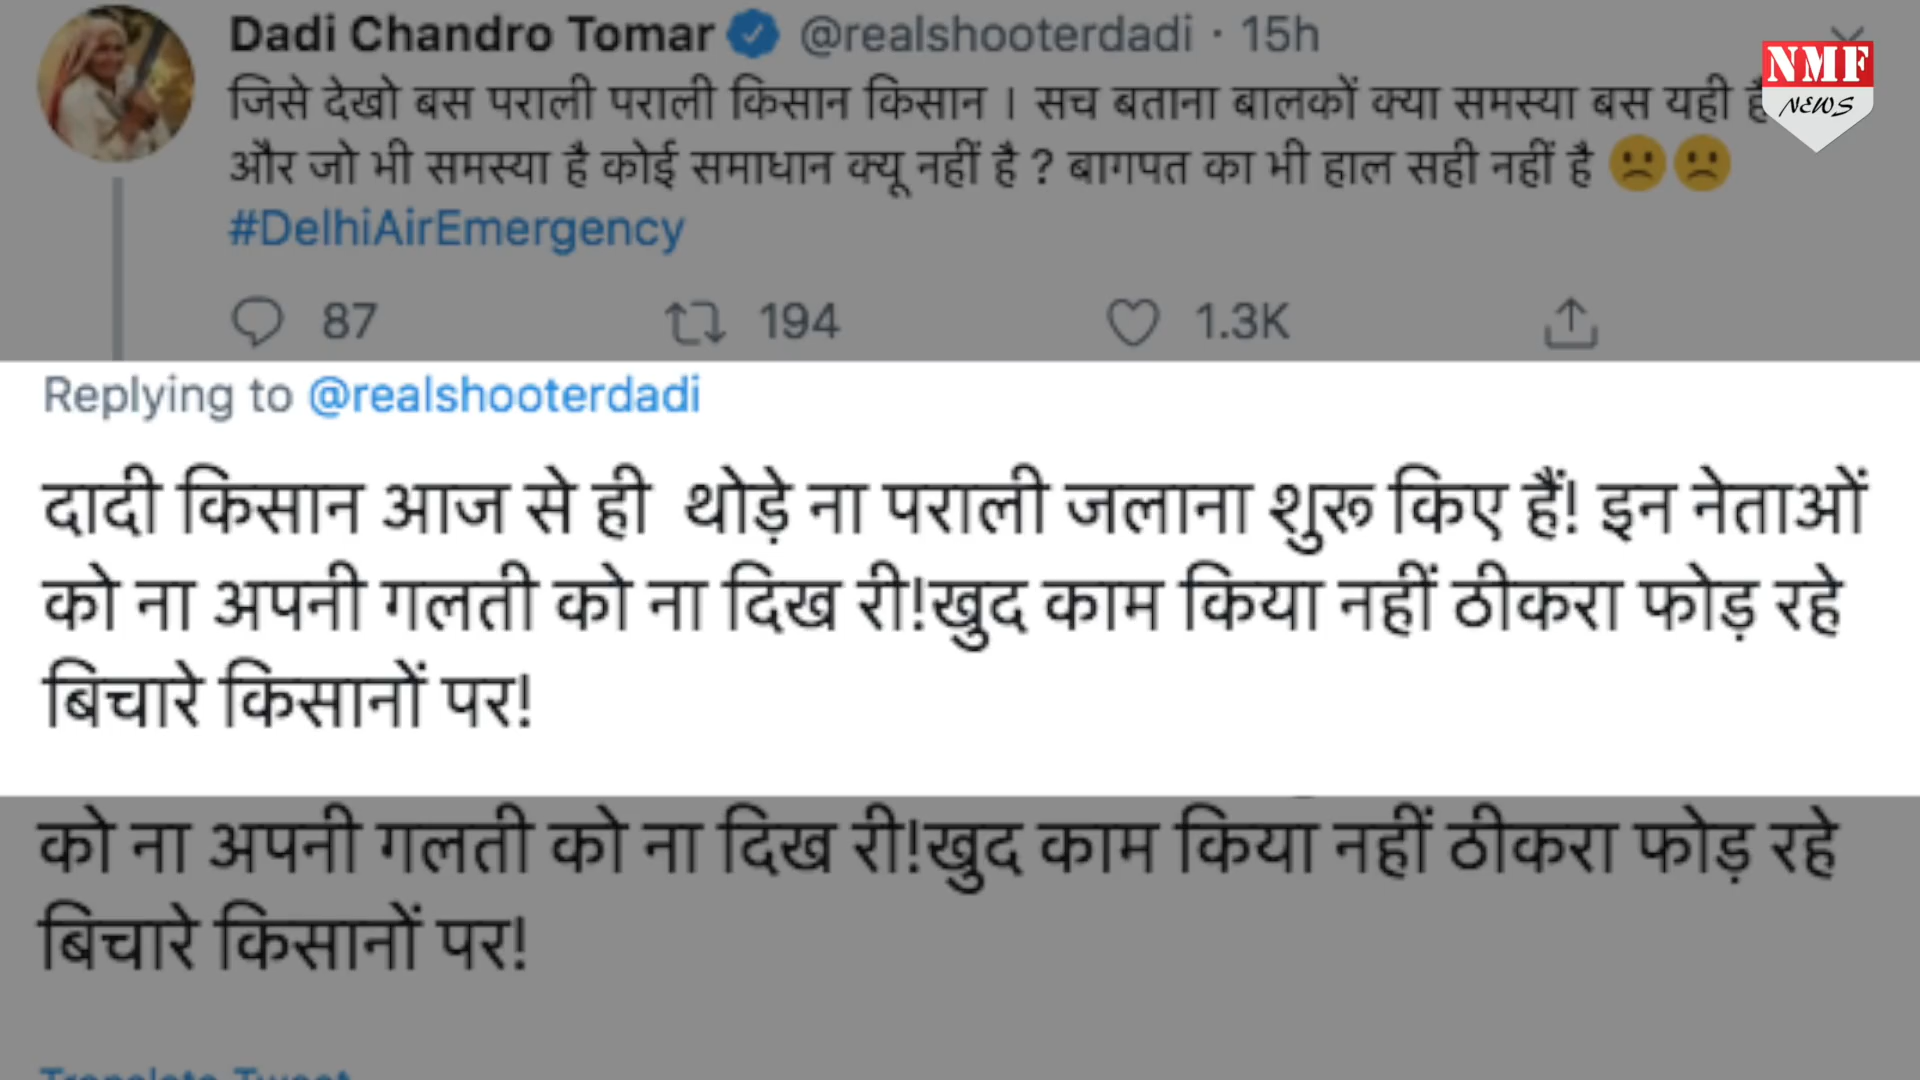 Dadi Chandro Tomar @realshooterdadi · 15h
जिसे देखो बस पराली पराली किसान किसान । सच बताना बालकों क्या समस्या बस यही है
और जो भी समस्या है कोई समाधान क्यू नहीं है ? बागपत का भी हाल सही नहीं है 🙁🙁
#DelhiAirEmergency
87 194 1.3K
NMF
NEWS
Replying to @realshooterdadi
दादी किसान आज से ही थोड़े ना पराली जलाना शुरू किए हैं! इन नेताओं
को ना अपनी गलती को ना दिख री!खुद काम किया नहीं ठीकरा फोड़ रहे
बिचारे किसानों पर!
को ना अपनी गलती को ना दिख री!खुद काम किया नहीं ठीकरा फोड़ रहे
बिचारे किसानों पर!
Translate Tweet